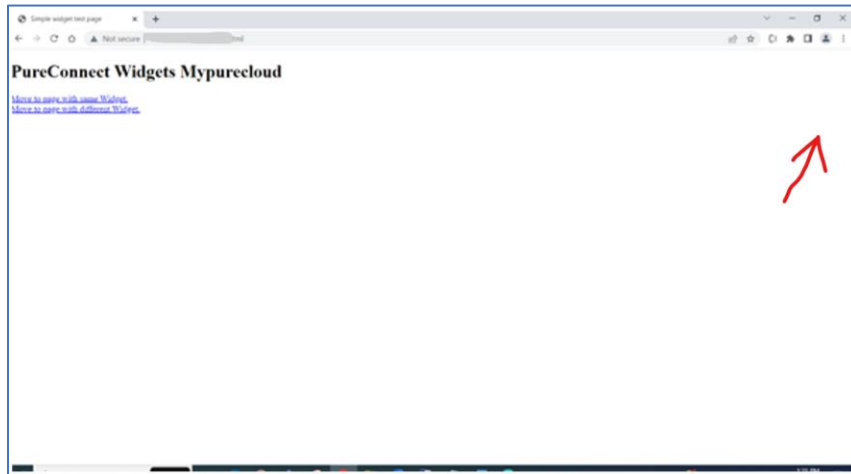 Simple widget test page
Not secure
PureConnect Widgets Mypurecloud
Move to page with same Widget.
Move to page with different Widget.